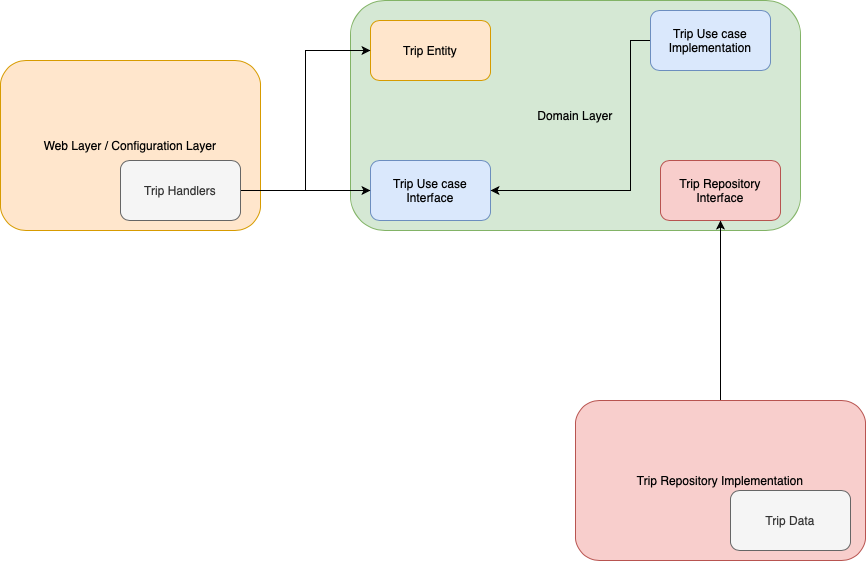 Trip Entity
Trip Use case
Implementation
Domain Layer
Web Layer / Configuration Layer
Trip Handlers
Trip Use case
Interface
Trip Repository
Interface
Trip Repository Implementation
Trip Data